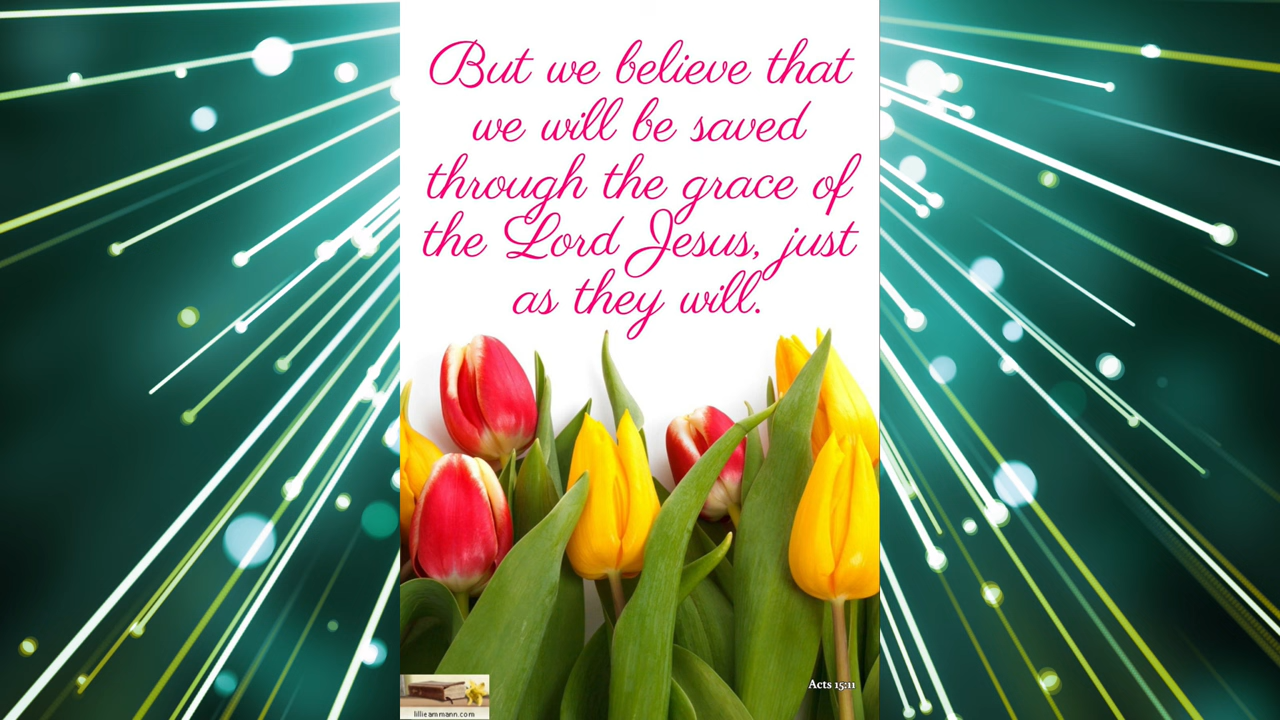 But we believe that
we will be saved
through the grace of
the Lord Jesus, just
as they will.
Acts 15:11
lillieammann.com